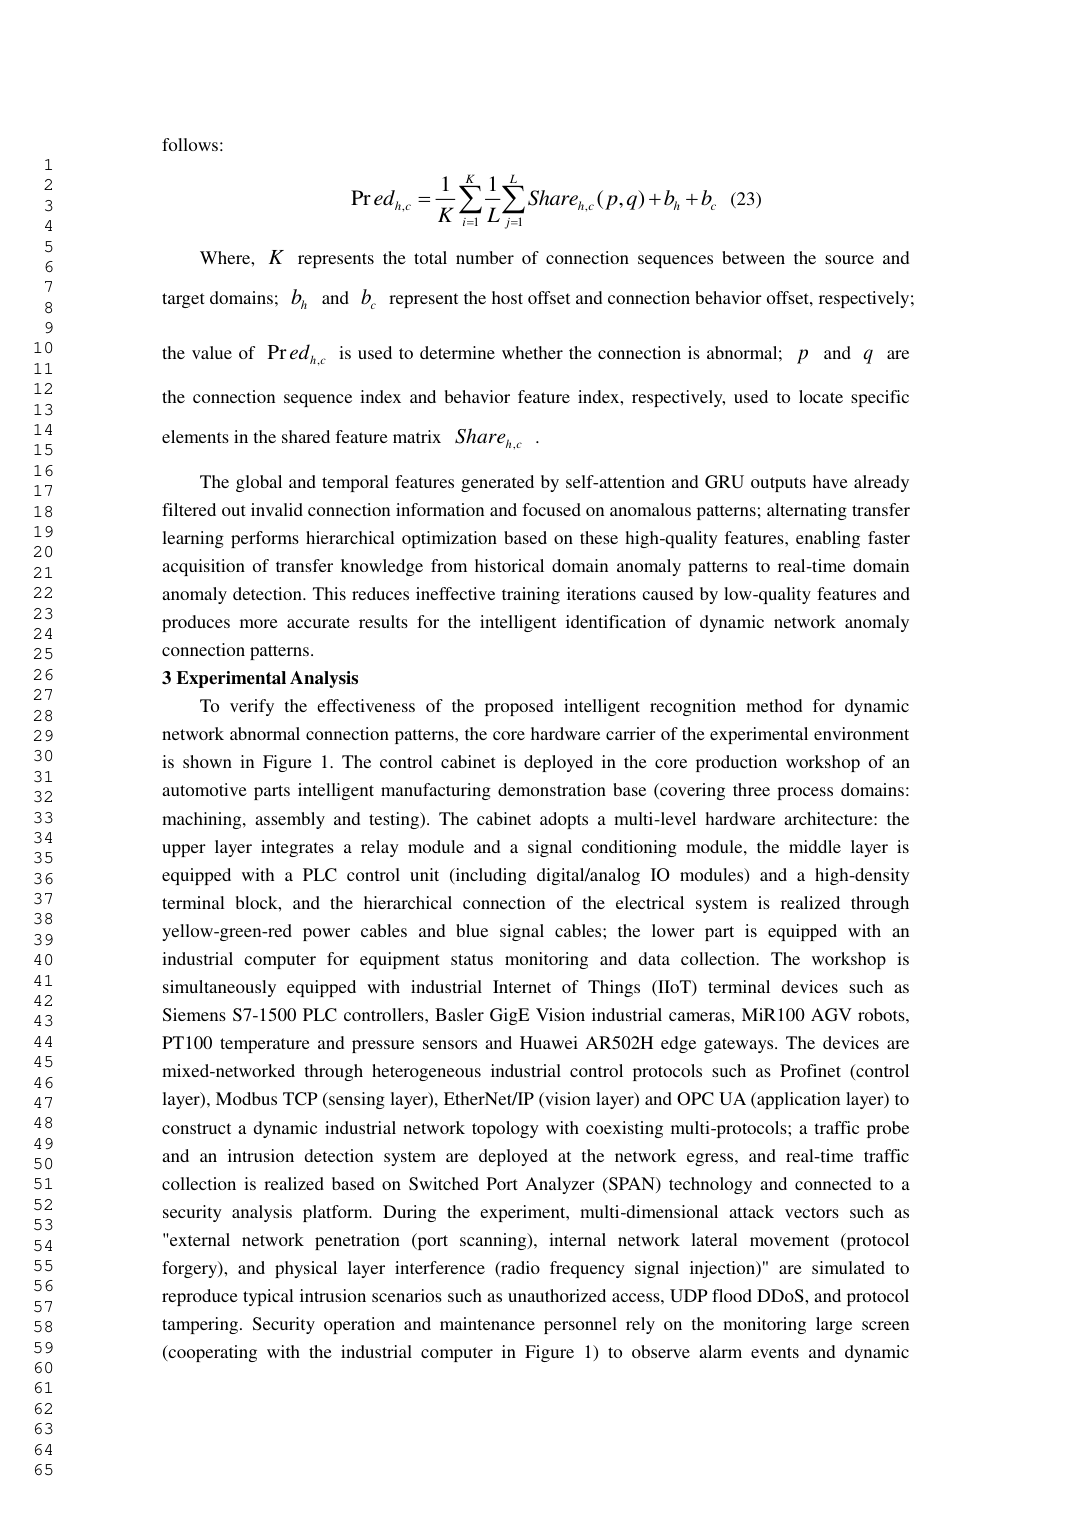 follows:
1
2
3
4
5
6
7
8
9
10
11
12
13
14
15
16
17
18
19
20
21
22
23
24
25
26
27
28
29
30
31
32
33
34
35
36
37
38
39
40
41
42
43
44
45
46
47
48
49
50
51
52
53
54
55
56
57
58
59
60
61
62
63
64
65
Pr ed_{h,c} = \frac{1}{K} \sum_{i=1}^{K} \frac{1}{L} \sum_{j=1}^{L} Share_{h,c}(p,q) + b_h + b_c (23)
Where, K represents the total number of connection sequences between the source and
target domains; b_h and b_c represent the host offset and connection behavior offset, respectively;
the value of Pr ed_{h,c} is used to determine whether the connection is abnormal; p and q are
the connection sequence index and behavior feature index, respectively, used to locate specific
elements in the shared feature matrix Share_{h,c} .
The global and temporal features generated by self-attention and GRU outputs have already
filtered out invalid connection information and focused on anomalous patterns; alternating transfer
learning performs hierarchical optimization based on these high-quality features, enabling faster
acquisition of transfer knowledge from historical domain anomaly patterns to real-time domain
anomaly detection. This reduces ineffective training iterations caused by low-quality features and
produces more accurate results for the intelligent identification of dynamic network anomaly
connection patterns.
3 Experimental Analysis
To verify the effectiveness of the proposed intelligent recognition method for dynamic
network abnormal connection patterns, the core hardware carrier of the experimental environment
is shown in Figure 1. The control cabinet is deployed in the core production workshop of an
automotive parts intelligent manufacturing demonstration base (covering three process domains:
machining, assembly and testing). The cabinet adopts a multi-level hardware architecture: the
upper layer integrates a relay module and a signal conditioning module, the middle layer is
equipped with a PLC control unit (including digital/analog IO modules) and a high-density
terminal block, and the hierarchical connection of the electrical system is realized through
yellow-green-red power cables and blue signal cables; the lower part is equipped with an
industrial computer for equipment status monitoring and data collection. The workshop is
simultaneously equipped with industrial Internet of Things (IIoT) terminal devices such as
Siemens S7-1500 PLC controllers, Basler GigE Vision industrial cameras, MiR100 AGV robots,
PT100 temperature and pressure sensors and Huawei AR502H edge gateways. The devices are
mixed-networked through heterogeneous industrial control protocols such as Profinet (control
layer), Modbus TCP (sensing layer), EtherNet/IP (vision layer) and OPC UA (application layer) to
construct a dynamic industrial network topology with coexisting multi-protocols; a traffic probe
and an intrusion detection system are deployed at the network egress, and real-time traffic
collection is realized based on Switched Port Analyzer (SPAN) technology and connected to a
security analysis platform. During the experiment, multi-dimensional attack vectors such as
"external network penetration (port scanning), internal network lateral movement (protocol
forgery), and physical layer interference (radio frequency signal injection)" are simulated to
reproduce typical intrusion scenarios such as unauthorized access, UDP flood DDoS, and protocol
tampering. Security operation and maintenance personnel rely on the monitoring large screen
(cooperating with the industrial computer in Figure 1) to observe alarm events and dynamic